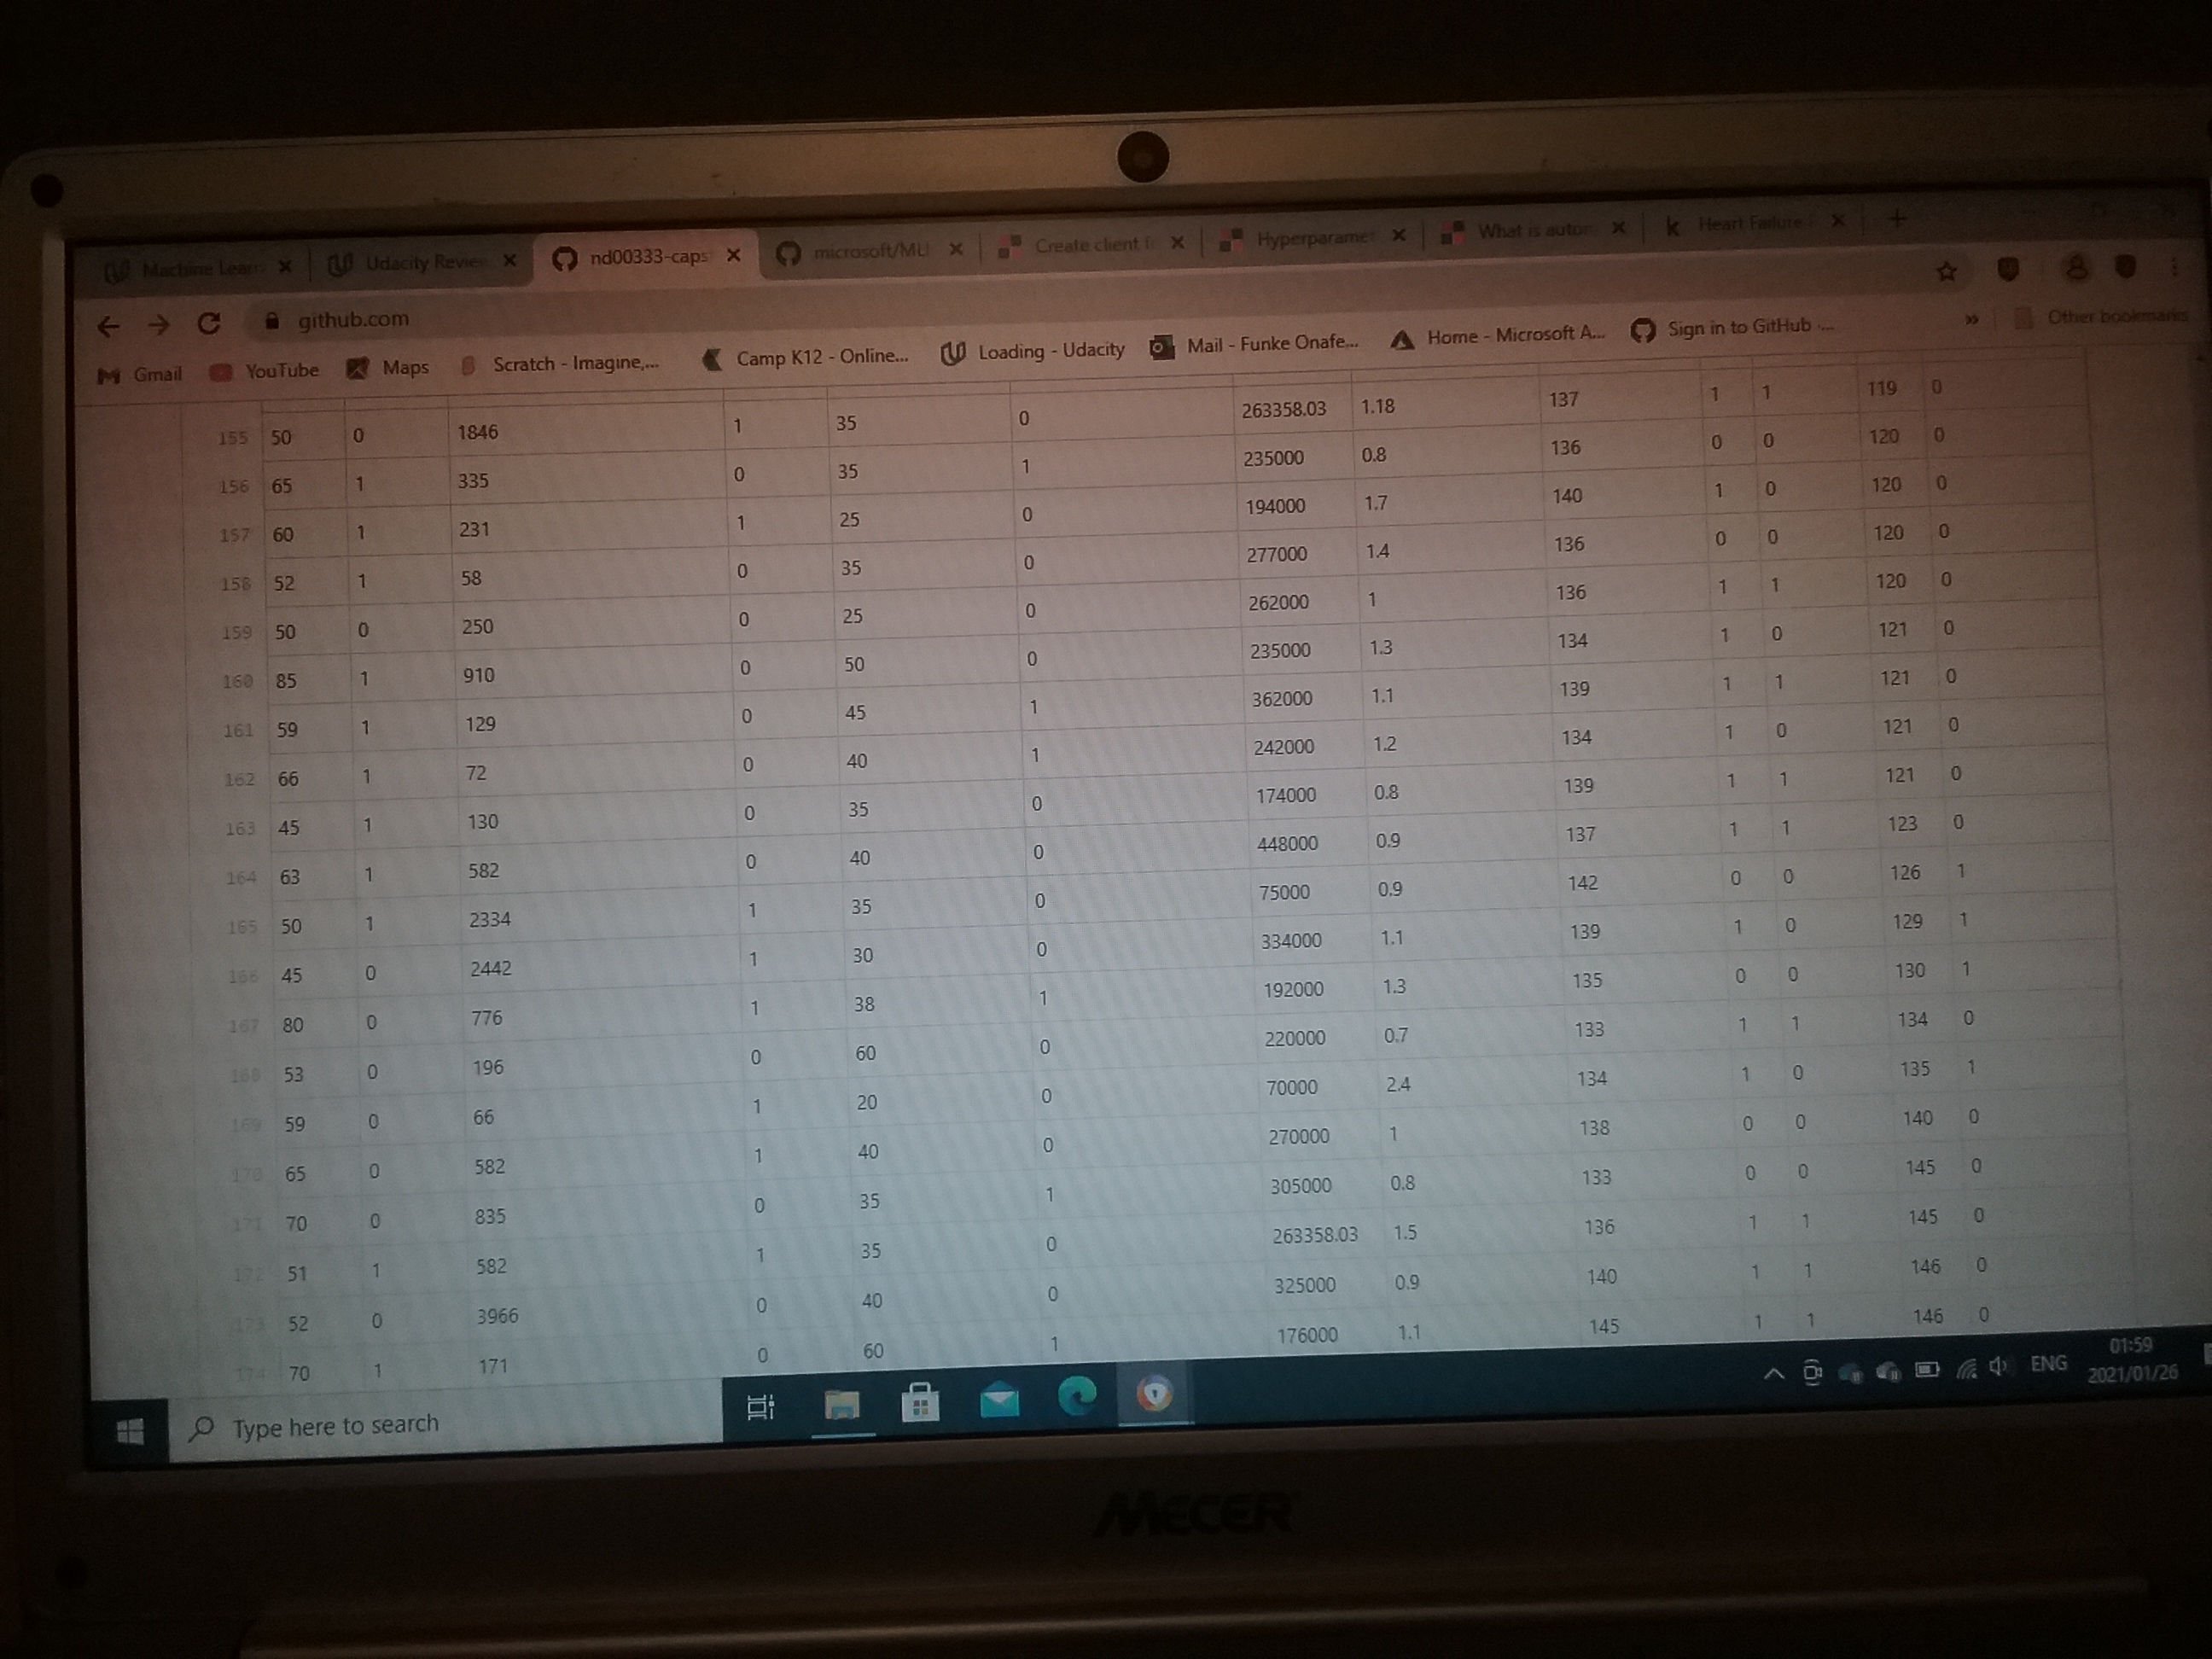 Machine Learn Udacity Review nd00333-caps microsoft/ML Create client f Hyperparamet What is autom k Heart Failure
github.com
Gmail YouTube Maps Scratch - Imagine,... Camp K12 - Online... Loading - Udacity Mail - Funke Onafe... Home - Microsoft A... Sign in to GitHub ·... » Other bookmarks
155 50 0 1846 1 35 0 263358.03 1.18 137 1 1 119 0
156 65 1 335 0 35 1 235000 0.8 136 0 0 120 0
157 60 1 231 1 25 0 194000 1.7 140 1 0 120 0
158 52 1 58 0 35 0 277000 1.4 136 0 0 120 0
159 50 0 250 0 25 0 262000 1 136 1 1 120 0
160 85 1 910 0 50 0 235000 1.3 134 1 0 121 0
161 59 1 129 0 45 1 362000 1.1 139 1 1 121 0
162 66 1 72 0 40 1 242000 1.2 134 1 0 121 0
163 45 1 130 0 35 0 174000 0.8 139 1 1 121 0
164 63 1 582 0 40 0 448000 0.9 137 1 1 123 0
165 50 1 2334 1 35 0 75000 0.9 142 0 0 126 1
166 45 0 2442 1 30 0 334000 1.1 139 1 0 129 1
167 80 0 776 1 38 1 192000 1.3 135 0 0 130 1
168 53 0 196 0 60 0 220000 0.7 133 1 1 134 0
169 59 0 66 1 20 0 70000 2.4 134 1 0 135 1
170 65 0 582 1 40 0 270000 1 138 0 0 140 0
171 70 0 835 0 35 1 305000 0.8 133 0 0 145 0
172 51 1 582 1 35 0 263358.03 1.5 136 1 1 145 0
173 52 0 3966 0 40 0 325000 0.9 140 1 1 146 0
174 70 1 171 0 60 1 176000 1.1 145 1 1 146 0
Type here to search ENG 01:59
2021/01/26
MECER